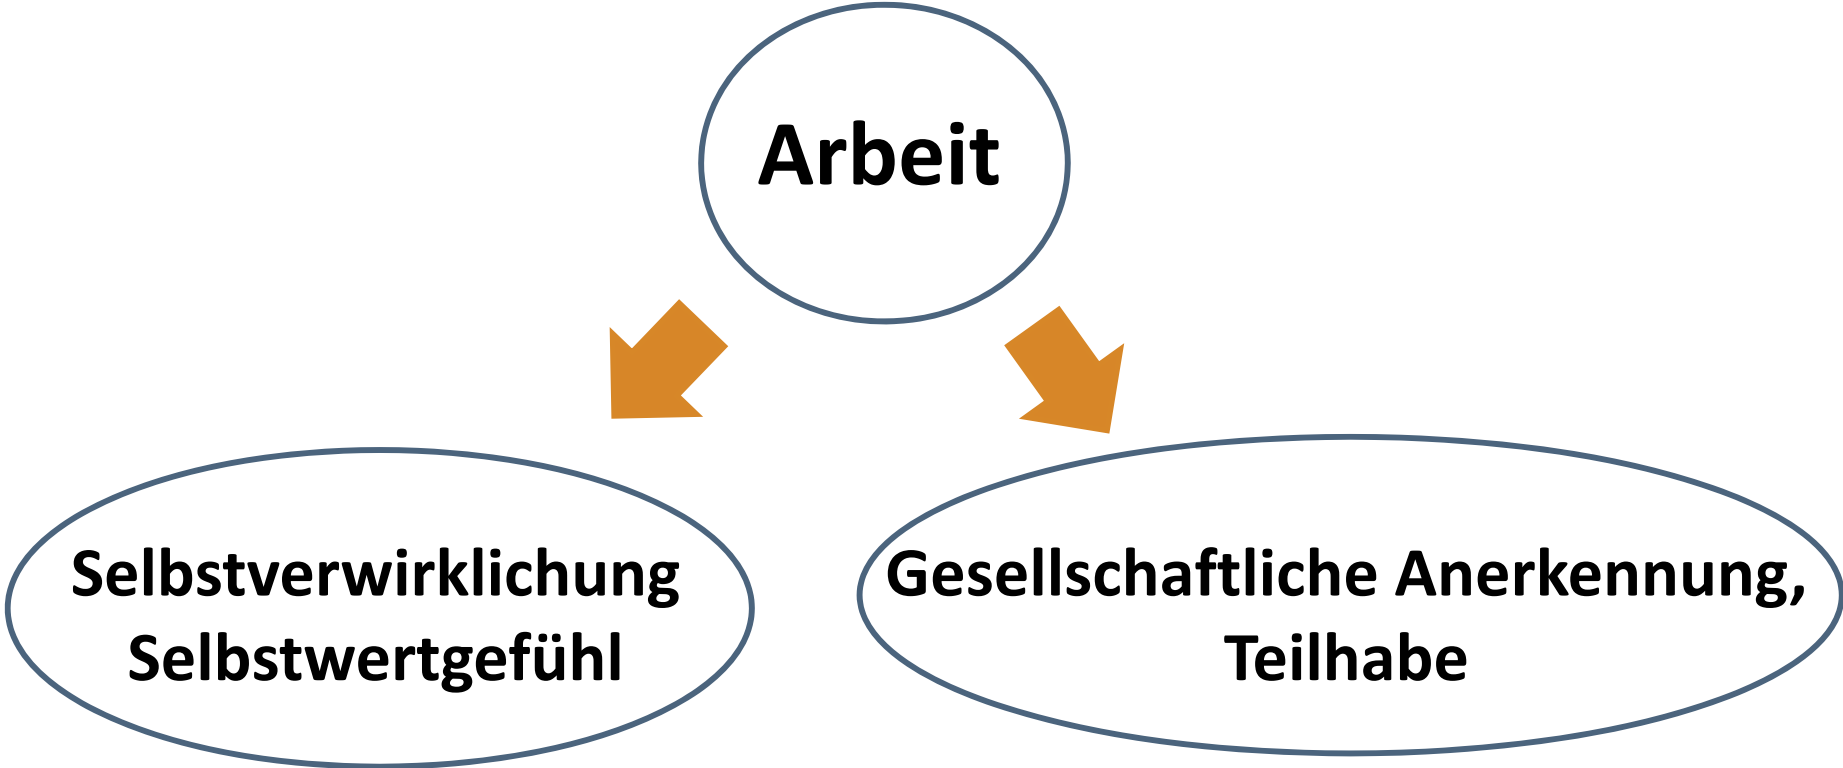 Arbeit
Selbstverwirklichung
Selbstwertgefühl
Gesellschaftliche Anerkennung,
Teilhabe